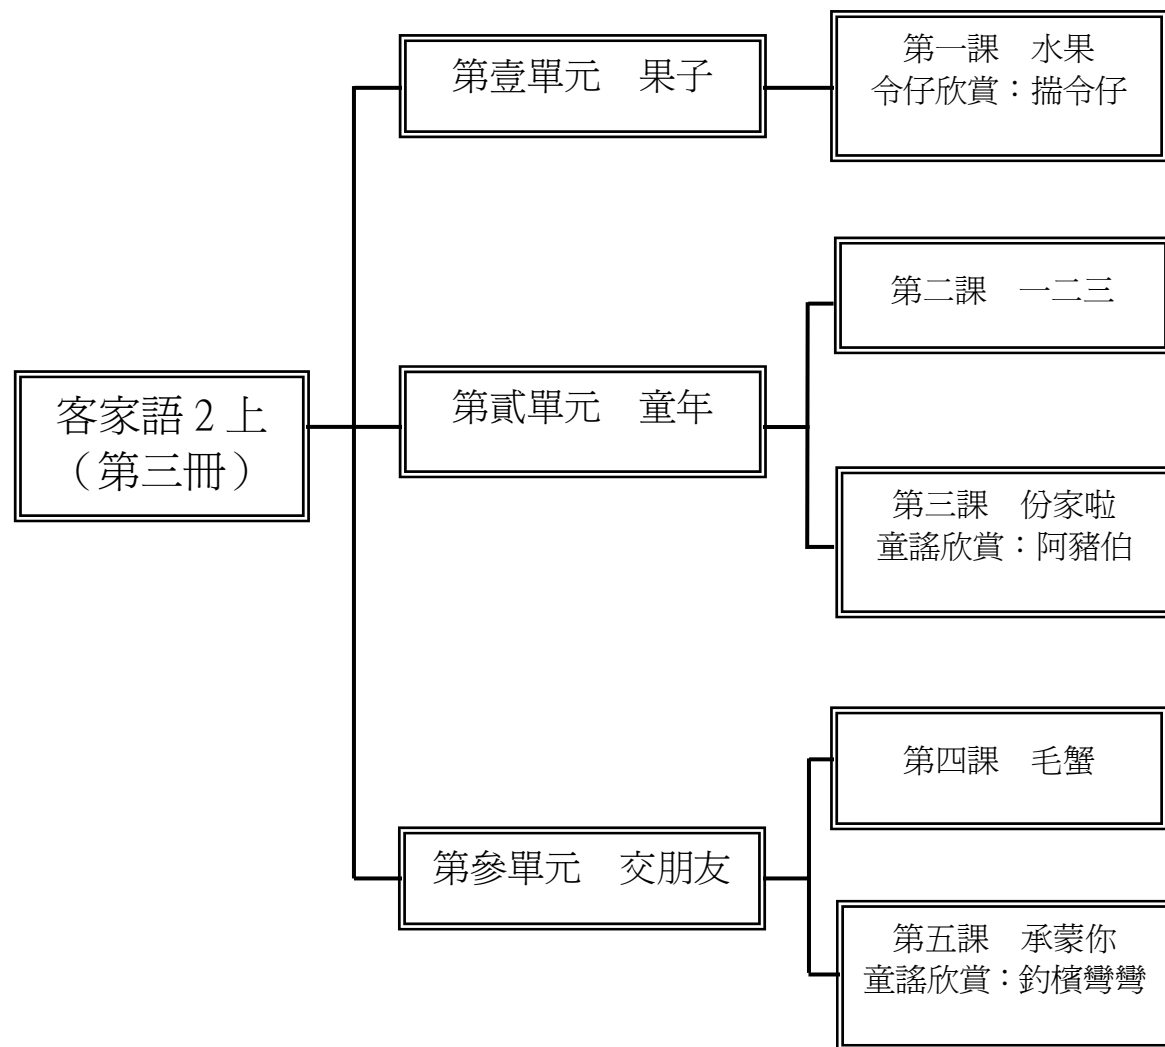 客家語 2 上
（第三冊）
第壹單元　果子
第一課　水果
令仔欣賞：揣令仔
第貳單元　童年
第二課　一二三
第三課　份家啦
童謠欣賞：阿豬伯
第參單元　交朋友
第四課　毛蟹
第五課　承蒙你
童謠欣賞：釣檳彎彎